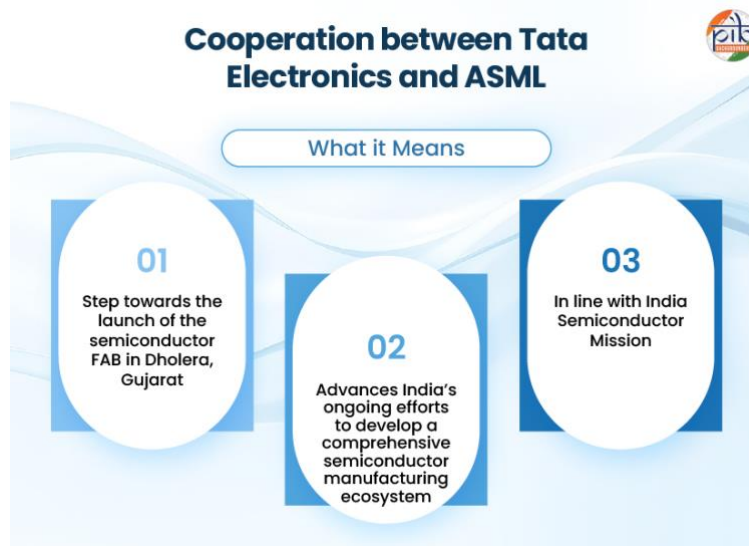 Cooperation between Tata
Electronics and ASML
pib
What it Means
01
Step towards the
launch of the
semiconductor
FAB in Dholera,
Gujarat
02
Advances India's
ongoing efforts
to develop a
comprehensive
semiconductor
manufacturing
ecosystem
03
In line with India
Semiconductor
Mission